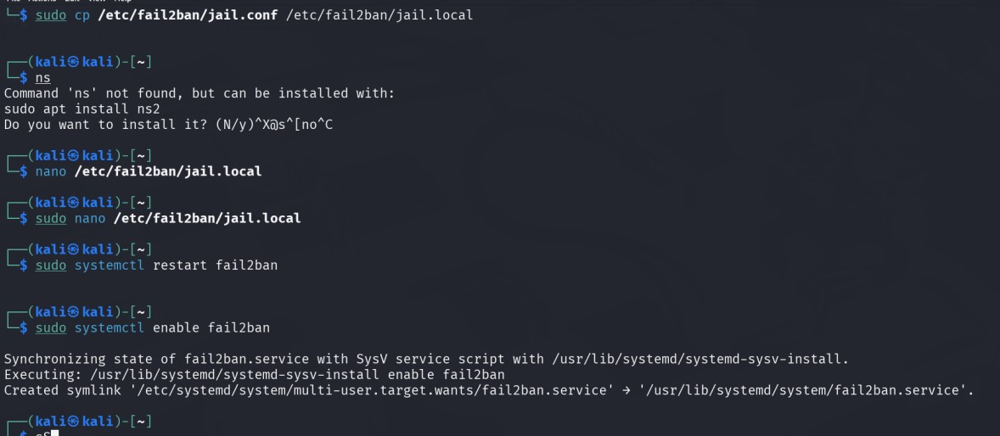 └─$ sudo cp /etc/fail2ban/jail.conf /etc/fail2ban/jail.local
┌──(kali㉿kali)-[~]
└─$ ns
Command 'ns' not found, but can be installed with:
sudo apt install ns2
Do you want to install it? (N/y)^X@s^[no^C
┌──(kali㉿kali)-[~]
└─$ nano /etc/fail2ban/jail.local
┌──(kali㉿kali)-[~]
└─$ sudo nano /etc/fail2ban/jail.local
┌──(kali㉿kali)-[~]
└─$ sudo systemctl restart fail2ban
┌──(kali㉿kali)-[~]
└─$ sudo systemctl enable fail2ban
Synchronizing state of fail2ban.service with SysV service script with /usr/lib/systemd/systemd-sysv-install.
Executing: /usr/lib/systemd/systemd-sysv-install enable fail2ban
Created symlink '/etc/systemd/system/multi-user.target.wants/fail2ban.service' → '/usr/lib/systemd/system/fail2ban.service'.
┌──(kali㉿kali)-[~]